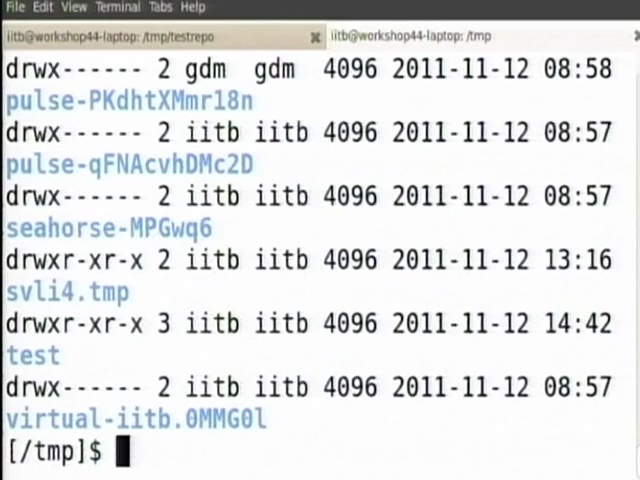 File Edit View Terminal Tabs Help
iitb@workshop44-laptop: /tmp/testrepo
iitb@workshop44-laptop: /tmp
drwx------ 2 gdm  gdm  4096 2011-11-12 08:58
pulse-PKdhtXMmr18n
drwx------ 2 iitb iitb 4096 2011-11-12 08:57
pulse-qFNAcvhDMc2D
drwx------ 2 iitb iitb 4096 2011-11-12 08:57
seahorse-MPGwq6
drwxr-xr-x 2 iitb iitb 4096 2011-11-12 13:16
svli4.tmp
drwxr-xr-x 3 iitb iitb 4096 2011-11-12 14:42
test
drwx------ 2 iitb iitb 4096 2011-11-12 08:57
virtual-iitb.0MMG0l
[/tmp]$